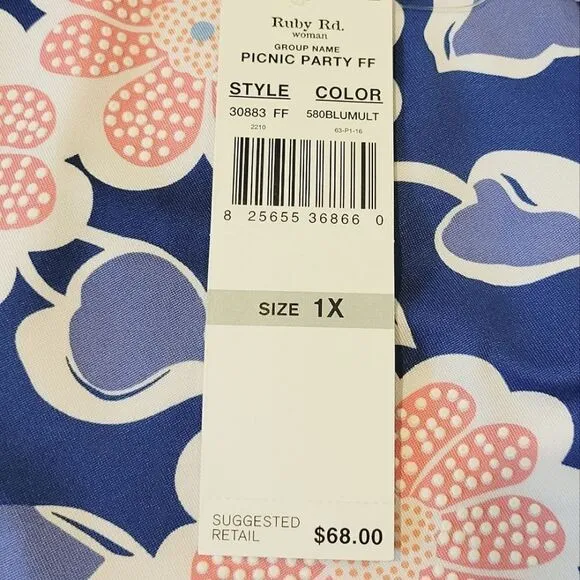 Ruby Rd.
woman
GROUP NAME
PICNIC PARTY FF
STYLE COLOR
30883 FF 580BLUMULT
2210 63-P1-16
8 25655 36866 0
SIZE 1X
SUGGESTED
RETAIL $68.00